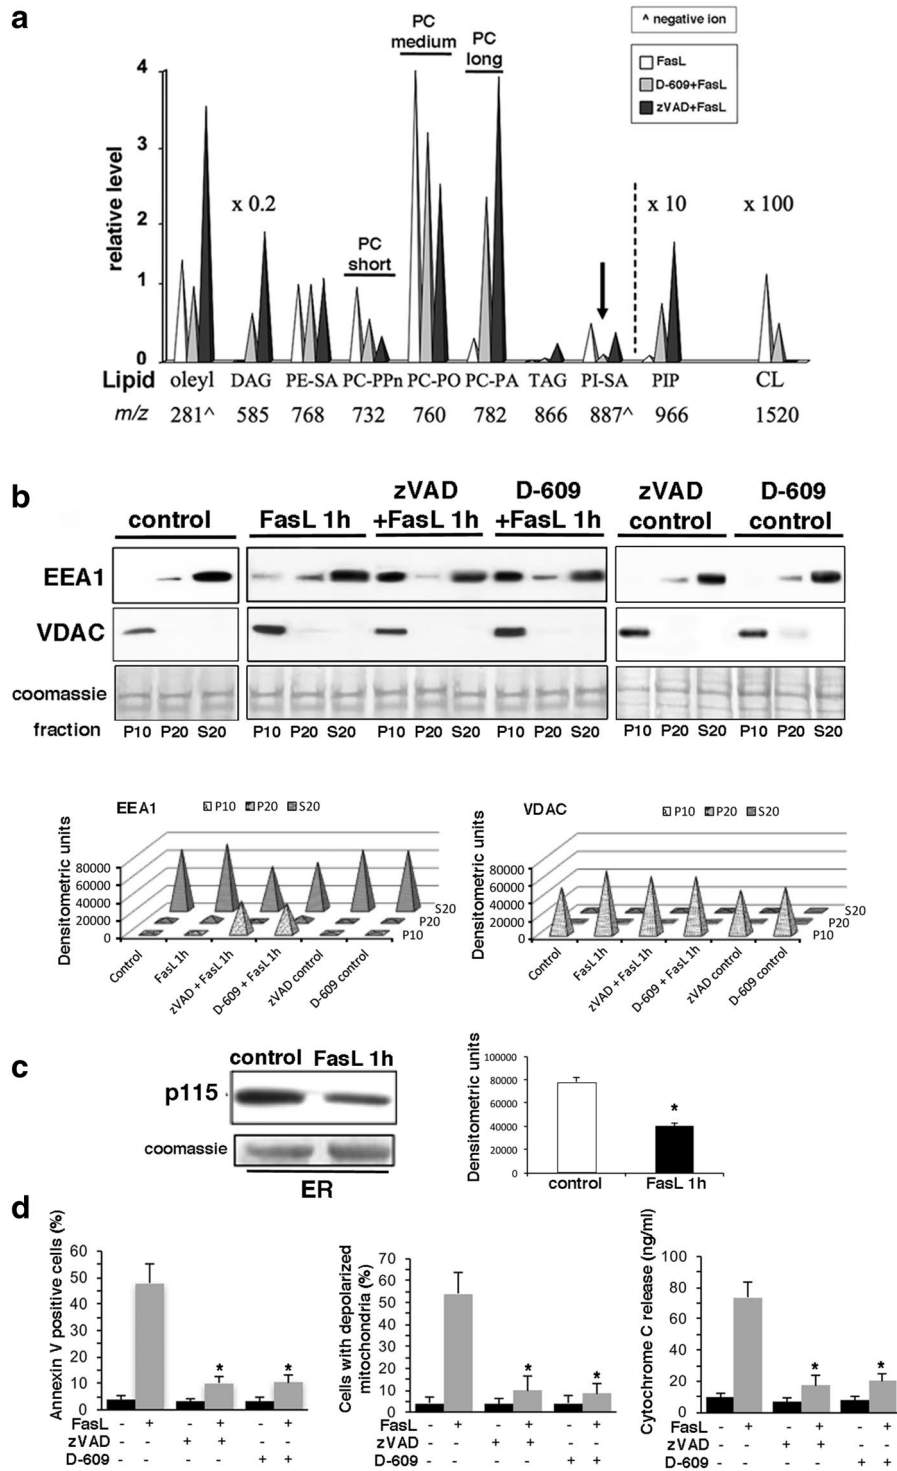 a
^ negative ion
FasL
D-609+FasL
zVAD+FasL
PC medium
PC long
PC short
4
3
2
1
0
relative level
x 0.2
x 10
x 100
Lipid oleyl DAG PE-SA PC-PPn PC-PO PC-PA TAG PI-SA PIP CL
m/z 281^ 585 768 732 760 782 866 887^ 966 1520
b
control FasL 1h zVAD +FasL 1h D-609 +FasL 1h zVAD control D-609 control
EEA1
VDAC
coomassie
fraction P10 P20 S20 P10 P20 S20 P10 P20 S20 P10 P20 S20 P10 P20 S20 P10 P20 S20
EEA1 P10 P20 S20
Densitometric units
80000
60000
40000
20000
0
S20
P20
P10
Control FasL 1h zVAD + FasL 1h D-609 + FasL 1h zVAD control D-609 control
VDAC P10 P20 S20
Densitometric units
80000
60000
40000
20000
0
S20
P20
P10
Control FasL 1h zVAD + FasL 1h D-609 + FasL 1h zVAD control D-609 control
c
control FasL 1h
p115
coomassie
ER
Densitometric units
100000
80000
60000
40000
20000
0
*
control FasL 1h
d
Annexin V positive cells (%)
60
50
40
30
20
10
0
* *
FasL - + - + - +
zVAD - - + + - -
D-609 - - - - + +
Cells with depolarized mitochondria (%)
70
60
50
40
30
20
10
0
* *
FasL - + - + - +
zVAD - - + + - -
D-609 - - - - + +
Cytochrome C release (ng/ml)
100
80
60
40
20
0
* *
FasL - + - + - +
zVAD - - + + - -
D-609 - - - - + +